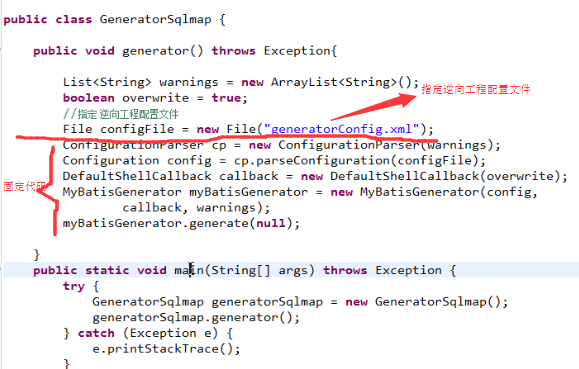 public class GeneratorSqlmap {
public void generator() throws Exception{
List<String> warnings = new ArrayList<String>();
boolean overwrite = true;
指定逆向工程配置文件
//指定 逆向工程配置文件
File configFile = new File("generatorConfig.xml");
ConfigurationParser cp = new ConfigurationParser(warnings);
Configuration config = cp.parseConfiguration(configFile);
固定代码
DefaultShellCallback callback = new DefaultShellCallback(overwrite);
MyBatisGenerator myBatisGenerator = new MyBatisGenerator(config,
callback, warnings);
myBatisGenerator.generate(null);
}
public static void main(String[] args) throws Exception {
try {
GeneratorSqlmap generatorSqlmap = new GeneratorSqlmap();
generatorSqlmap.generator();
} catch (Exception e) {
e.printStackTrace();
}